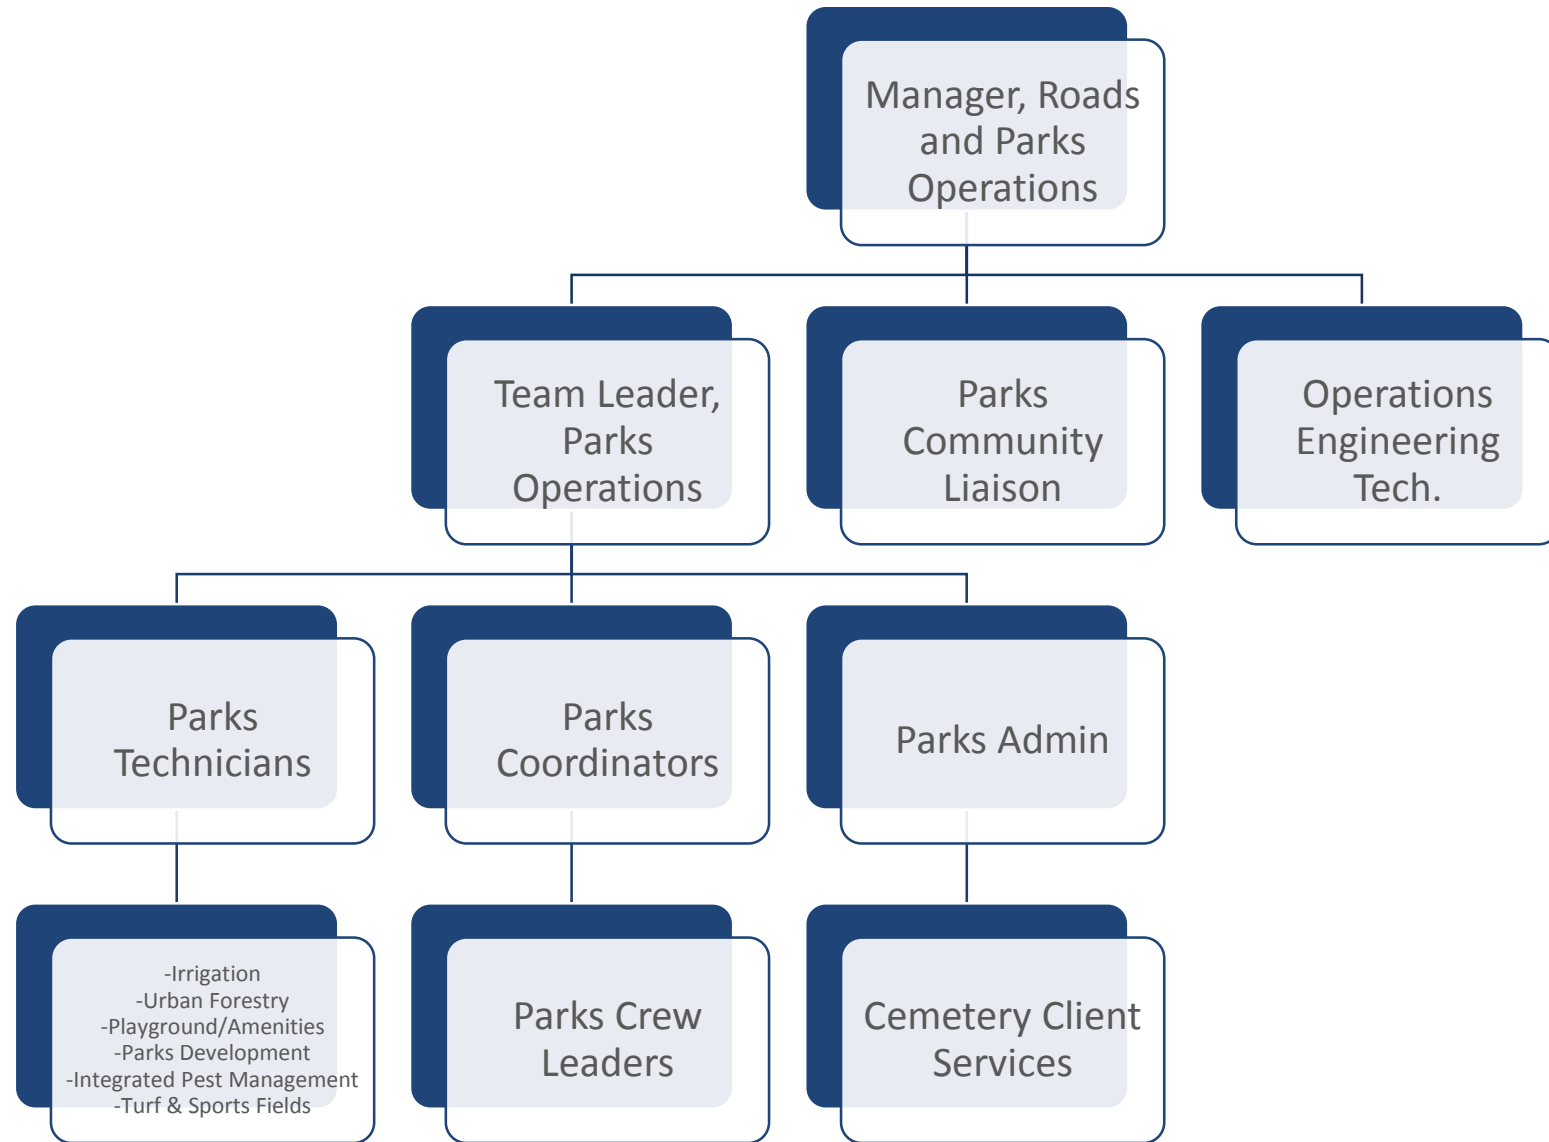 Manager, Roads
and Parks
Operations
Team Leader,
Parks
Operations
Parks
Community
Liaison
Operations
Engineering
Tech.
Parks
Technicians
Parks
Coordinators
Parks Admin
-Irrigation
-Urban Forestry
-Playground/Amenities
-Parks Development
-Integrated Pest Management
-Turf & Sports Fields
Parks Crew
Leaders
Cemetery Client
Services